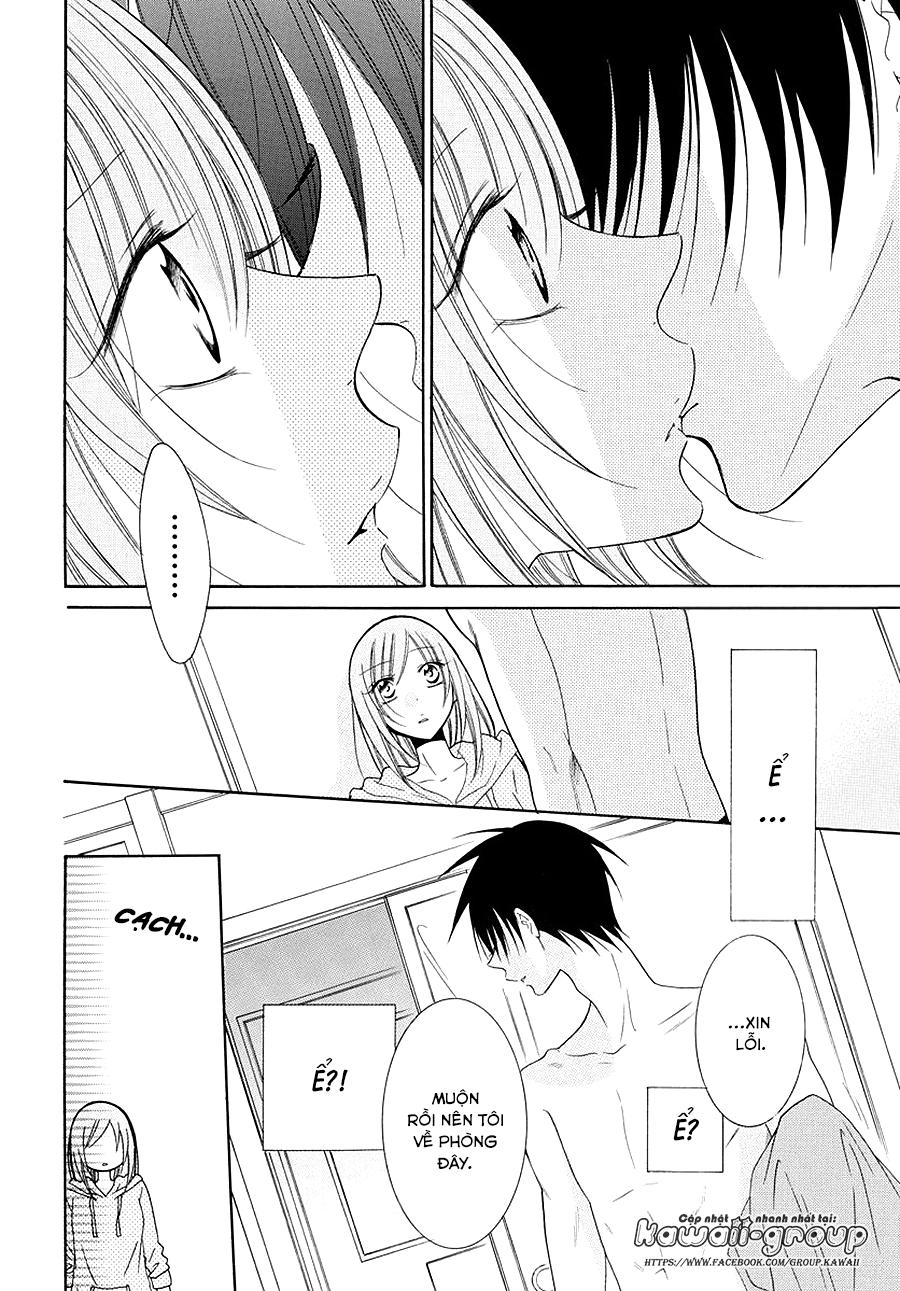 ………
Ể
...
...XIN
LỖI.
Ể?
MUỘN
RỒI NÊN TÔI
VỀ PHÒNG
ĐÂY.
Ể?!
CẠCH...
Cập nhật nhanh nhất tại:
kawaii-group
HTTPS://WWW.FACEBOOK.COM/GROUP.KAWAII